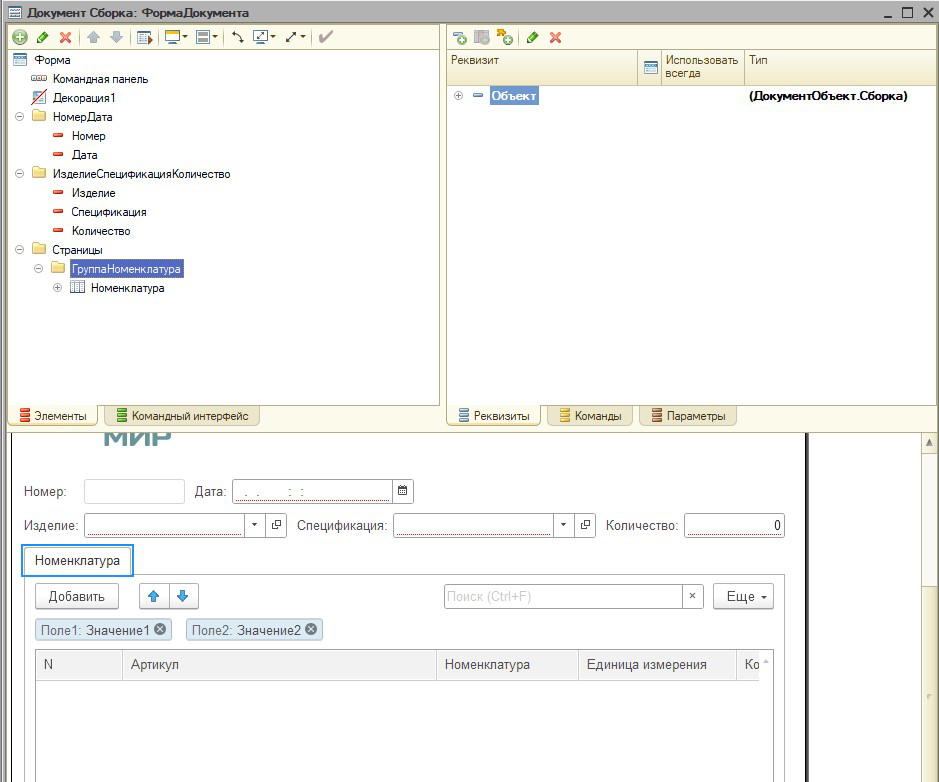 Документ Сборка: ФормаДокумента
Форма
Командная панель
Декорация1
НомерДата
Номер
Дата
ИзделиеСпецификацияКоличество
Изделие
Спецификация
Количество
Страницы
ГруппаНоменклатура
Номенклатура
Элементы
Командный интерфейс
Реквизит
Использовать всегда
Тип
Объект
(ДокументОбъект.Сборка)
Реквизиты
Команды
Параметры
МИР
Номер:
Дата: . . : :
Изделие:
Спецификация:
Количество: 0
Номенклатура
Добавить
Поиск (Ctrl+F)
×
Еще
Поле1: Значение1
Поле2: Значение2
N
Артикул
Номенклатура
Единица измерения
Ко